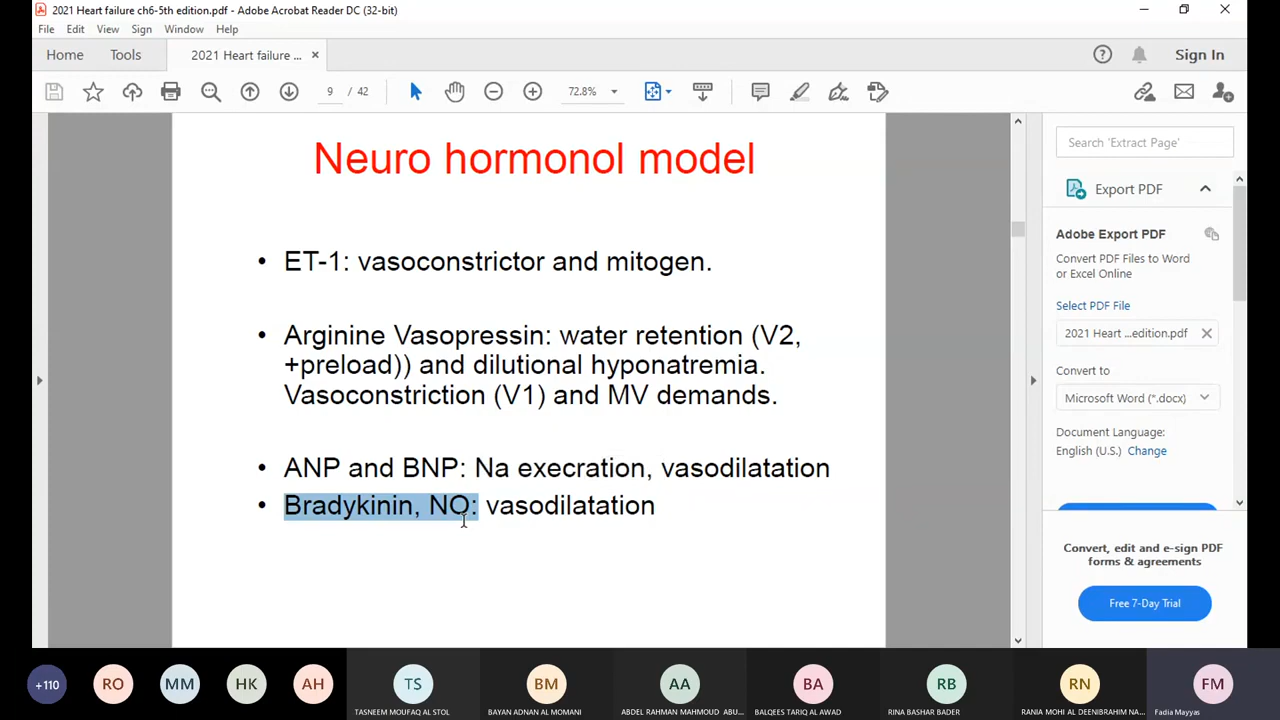 2021 Heart failure ch6-5th edition.pdf - Adobe Acrobat Reader DC (32-bit)
File Edit View Sign Window Help
Home Tools 2021 Heart failure ... × Sign In
9 / 42 72.8%
Neuro hormonol model
• ET-1: vasoconstrictor and mitogen.
• Arginine Vasopressin: water retention (V2,
+preload)) and dilutional hyponatremia.
Vasoconstriction (V1) and MV demands.
• ANP and BNP: Na execration, vasodilatation
• Bradykinin, NO: vasodilatation
Search 'Extract Page'
Export PDF
Adobe Export PDF
Convert PDF Files to Word
or Excel Online
Select PDF File
2021 Heart ...edition.pdf
Convert to
Microsoft Word (*.docx)
Document Language:
English (U.S.) Change
Convert, edit and e-sign PDF
forms & agreements
Free 7-Day Trial
+110 RO MM HK AH TS BM AA BA RB RN FM
TASNEEM MOUFAQ AL STOL BAYAN ADNAN AL MOMANI ABDEL RAHMAN MAHMOUD ABU... BALQEES TARIQ AL AWAD RINA BASHAR BADER RANIA MOHI AL DEENIBRAHIM NA... Fadia Mayyas